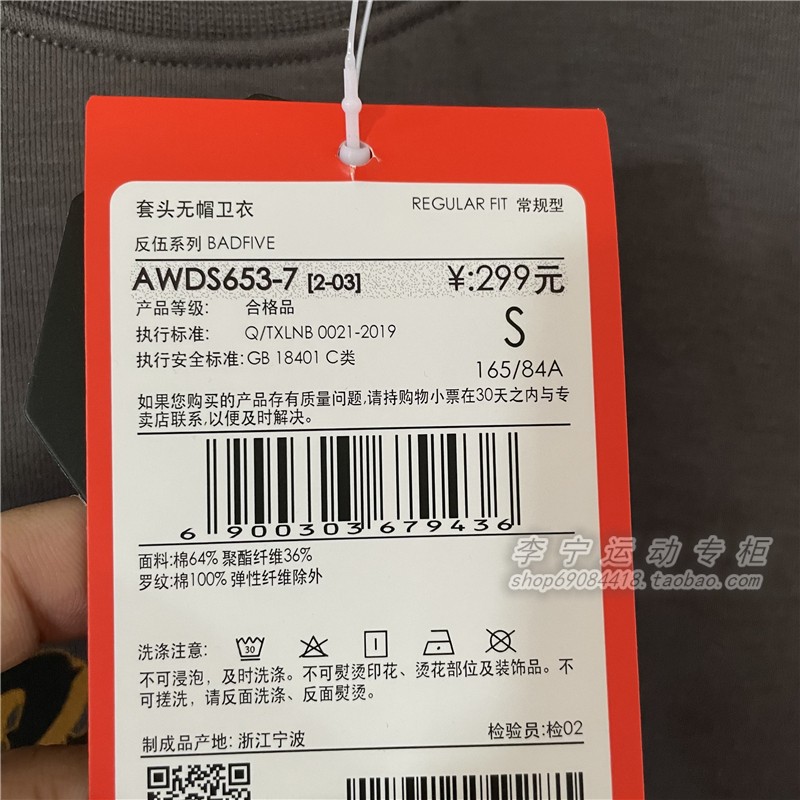 套头无帽卫衣
REGULAR FIT 常规型
反伍系列 BADFIVE
AWDS653-7 [2-03]
¥:299元
产品等级: 合格品
执行标准: Q/TXLNB 0021-2019
S
执行安全标准:GB 18401 C类
165/84A
如果您购买的产品存有质量问题,请持购物小票在30天之内与专
卖店联系,以便及时解决。
6 900303 679436
面料:棉64% 聚酯纤维36%
罗纹:棉100% 弹性纤维除外
李宁运动专柜
shop69084418.taobao.com
洗涤注意:
30
不可浸泡，及时洗涤。不可熨烫印花、烫花部位及装饰品。不
可搓洗，请反面洗涤、反面熨烫。
制成品产地: 浙江宁波
检验员:检02